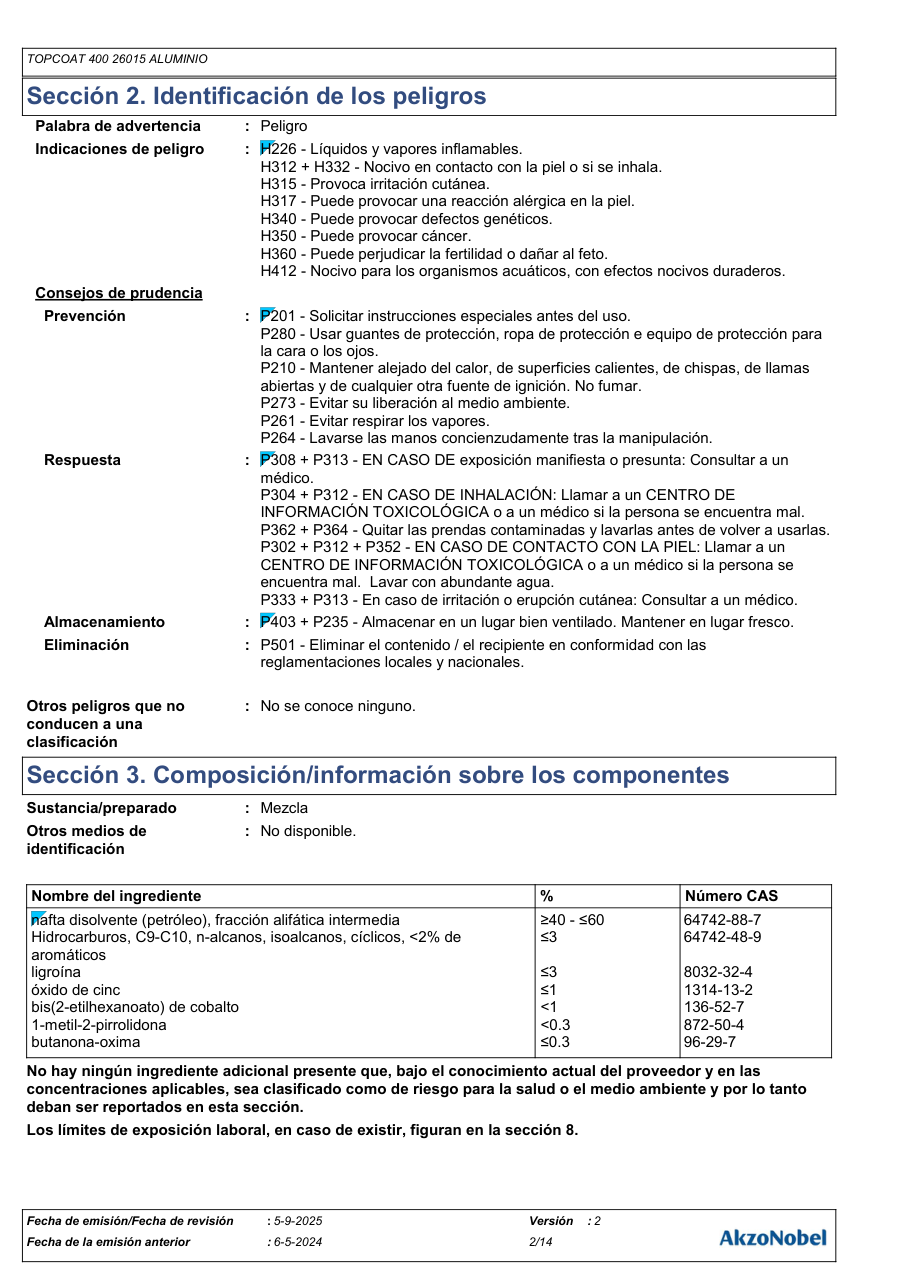 TOPCOAT 400 26015 ALUMINIO
Sección 2. Identificación de los peligros
Palabra de advertencia : Peligro
Indicaciones de peligro : H226 - Líquidos y vapores inflamables.
H312 + H332 - Nocivo en contacto con la piel o si se inhala.
H315 - Provoca irritación cutánea.
H317 - Puede provocar una reacción alérgica en la piel.
H340 - Puede provocar defectos genéticos.
H350 - Puede provocar cáncer.
H360 - Puede perjudicar la fertilidad o dañar al feto.
H412 - Nocivo para los organismos acuáticos, con efectos nocivos duraderos.
Consejos de prudencia
Prevención : P201 - Solicitar instrucciones especiales antes del uso.
P280 - Usar guantes de protección, ropa de protección e equipo de protección para
la cara o los ojos.
P210 - Mantener alejado del calor, de superficies calientes, de chispas, de llamas
abiertas y de cualquier otra fuente de ignición. No fumar.
P273 - Evitar su liberación al medio ambiente.
P261 - Evitar respirar los vapores.
P264 - Lavarse las manos concienzudamente tras la manipulación.
Respuesta : P308 + P313 - EN CASO DE exposición manifiesta o presunta: Consultar a un
médico.
P304 + P312 - EN CASO DE INHALACIÓN: Llamar a un CENTRO DE
INFORMACIÓN TOXICOLÓGICA o a un médico si la persona se encuentra mal.
P362 + P364 - Quitar las prendas contaminadas y lavarlas antes de volver a usarlas.
P302 + P312 + P352 - EN CASO DE CONTACTO CON LA PIEL: Llamar a un
CENTRO DE INFORMACIÓN TOXICOLÓGICA o a un médico si la persona se
encuentra mal.  Lavar con abundante agua.
P333 + P313 - En caso de irritación o erupción cutánea: Consultar a un médico.
Almacenamiento : P403 + P235 - Almacenar en un lugar bien ventilado. Mantener en lugar fresco.
Eliminación : P501 - Eliminar el contenido / el recipiente en conformidad con las
reglamentaciones locales y nacionales.
Otros peligros que no : No se conoce ninguno.
conducen a una
clasificación
Sección 3. Composición/información sobre los componentes
Sustancia/preparado : Mezcla
Otros medios de : No disponible.
identificación
Nombre del ingrediente % Número CAS
nafta disolvente (petróleo), fracción alifática intermedia ≥40 - ≤60 64742-88-7
Hidrocarburos, C9-C10, n-alcanos, isoalcanos, cíclicos, <2% de ≤3 64742-48-9
aromáticos
ligroína ≤3 8032-32-4
óxido de cinc ≤1 1314-13-2
bis(2-etilhexanoato) de cobalto <1 136-52-7
1-metil-2-pirrolidona <0.3 872-50-4
butanona-oxima ≤0.3 96-29-7
No hay ningún ingrediente adicional presente que, bajo el conocimiento actual del proveedor y en las
concentraciones aplicables, sea clasificado como de riesgo para la salud o el medio ambiente y por lo tanto
deban ser reportados en esta sección.
Los límites de exposición laboral, en caso de existir, figuran en la sección 8.
Fecha de emisión/Fecha de revisión : 5-9-2025 Versión : 2
Fecha de la emisión anterior : 6-5-2024 2/14
AkzoNobel